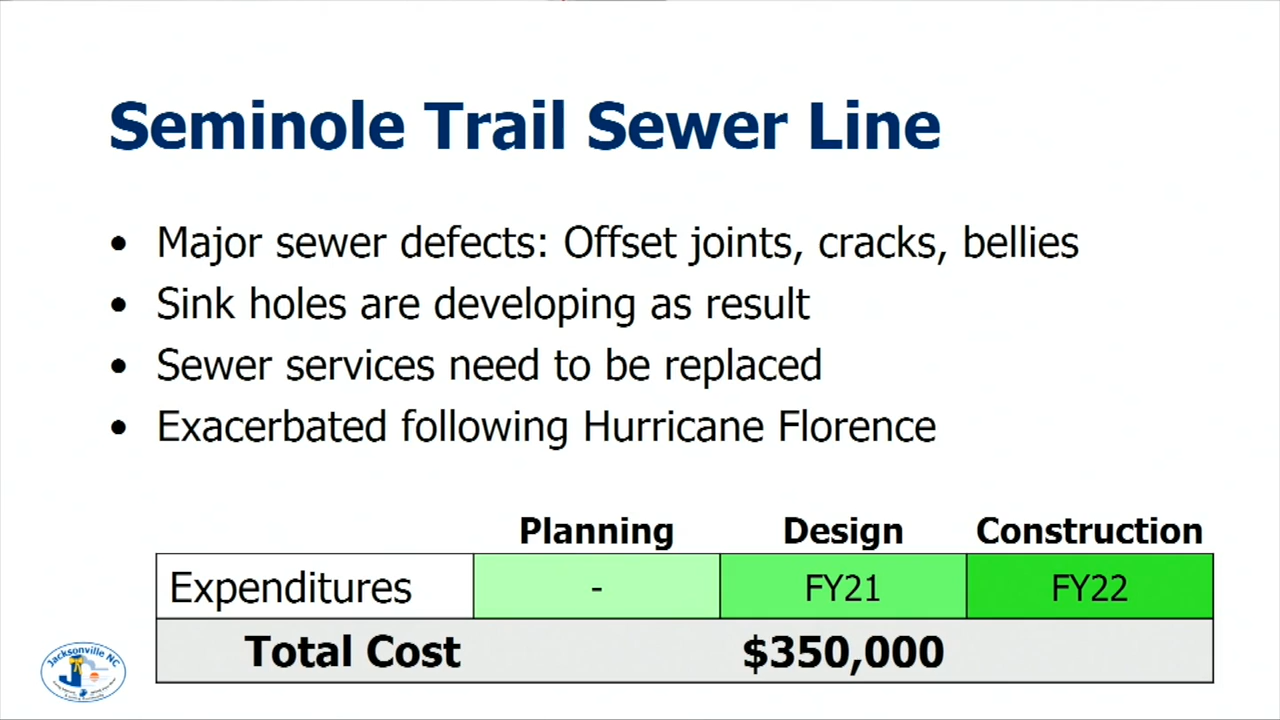 Seminole Trail Sewer Line
• Major sewer defects: Offset joints, cracks, bellies
• Sink holes are developing as result
• Sewer services need to be replaced
• Exacerbated following Hurricane Florence
Planning Design Construction
Expenditures - FY21 FY22
Total Cost $350,000
Jacksonville NC